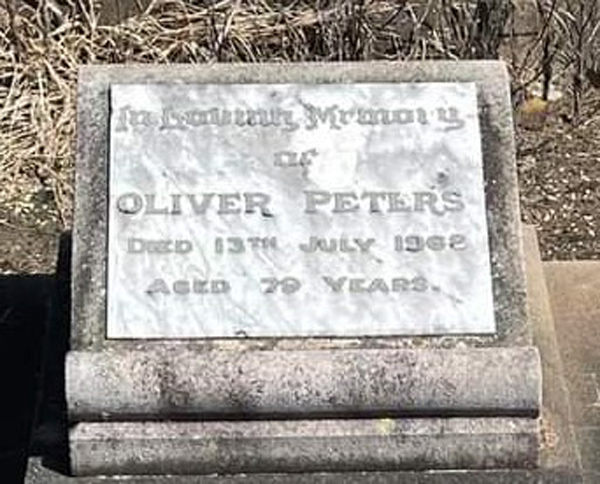 In Loving Memory
of
OLIVER PETERS
DIED 13TH JULY 1962
AGED 79 YEARS.